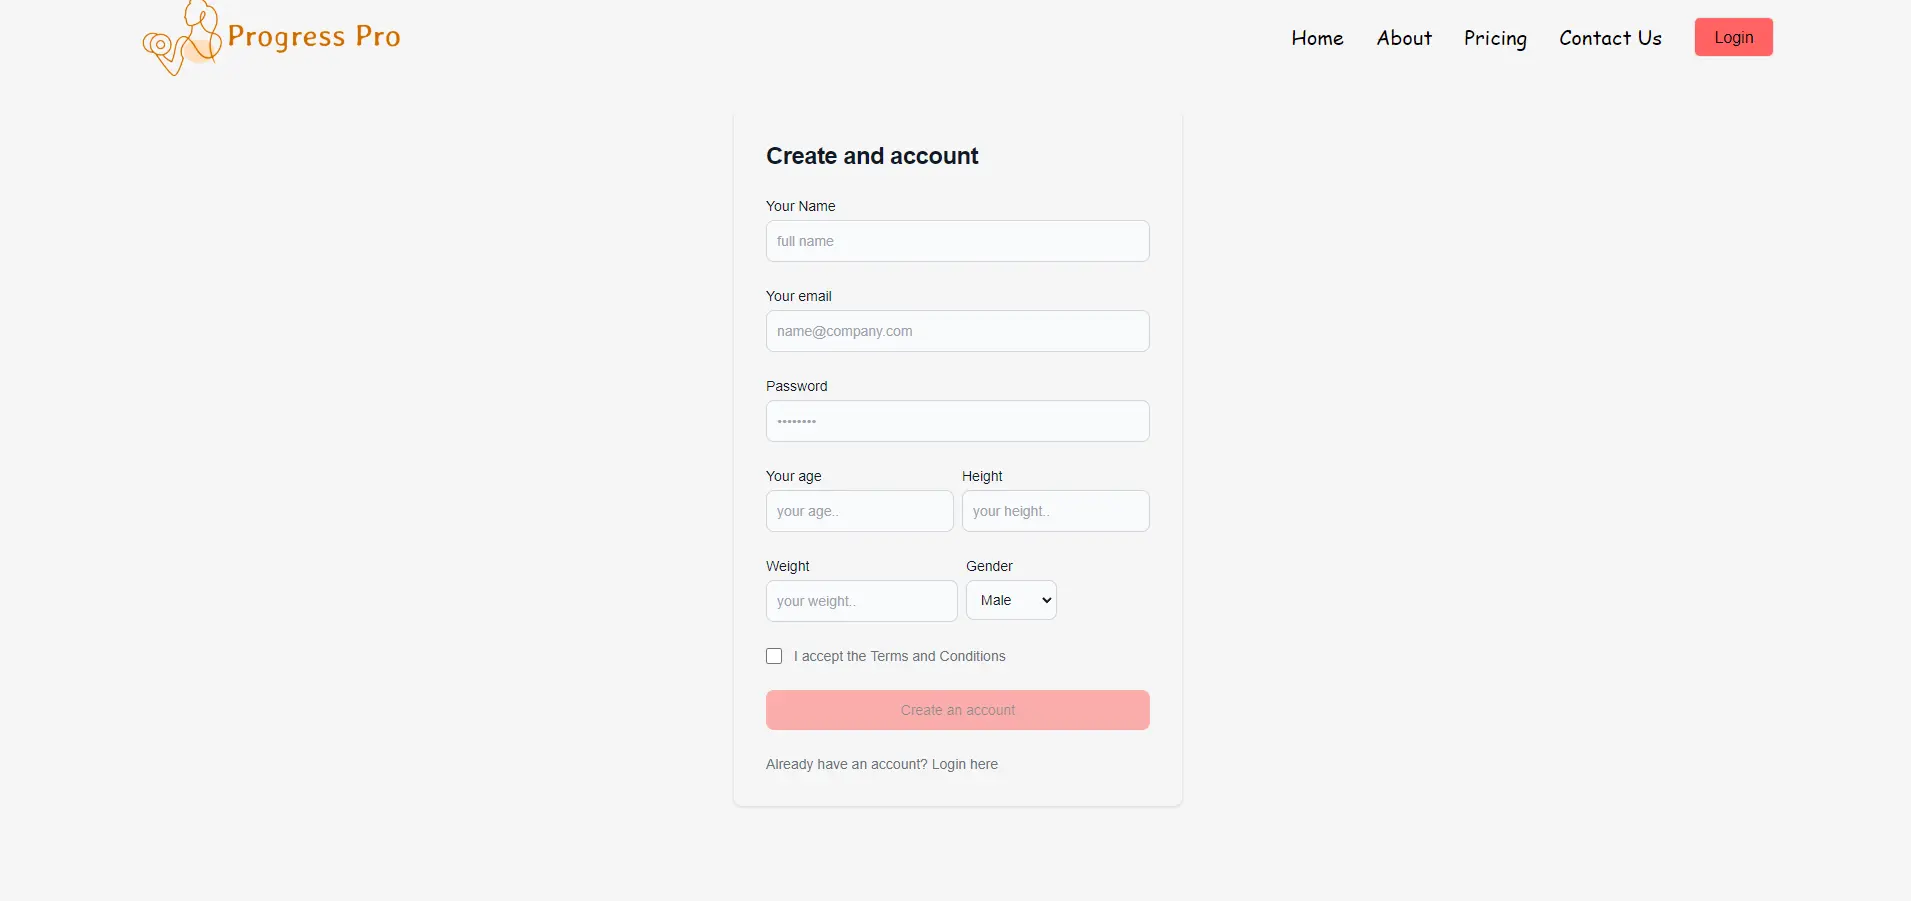 Progress Pro
Home About Pricing Contact Us Login
Create and account
Your Name
full name
Your email
name@company.com
Password
••••••••
Your age Height
your age.. your height..
Weight Gender
your weight.. Male
I accept the Terms and Conditions
Create an account
Already have an account? Login here